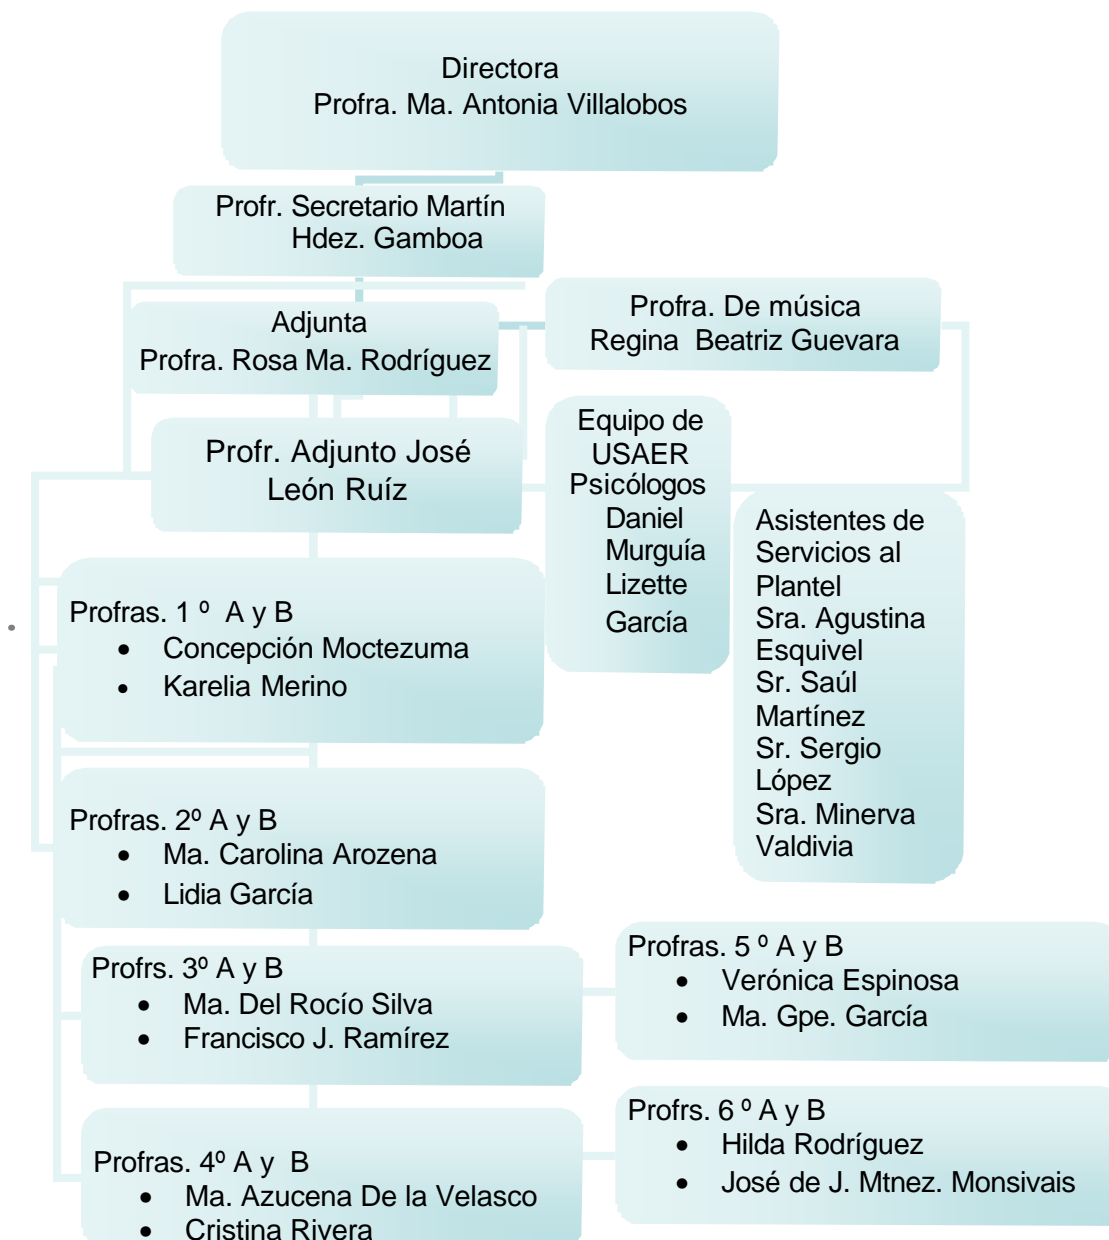 Directora
Profra. Ma. Antonia Villalobos
Profr. Secretario Martín
Hdez. Gamboa
Adjunta
Profra. Rosa Ma. Rodríguez
Profra. De música
Regina Beatriz Guevara
Profr. Adjunto José
León Ruíz
Equipo de
USAER
Psicólogos
Daniel
Murguía
Lizette
García
Asistentes de
Servicios al
Plantel
Sra. Agustina
Esquivel
Sr. Saúl
Martínez
Sr. Sergio
López
Sra. Minerva
Valdivia
Profras. 1 º A y B
• Concepción Moctezuma
• Karelia Merino
Profras. 2º A y B
• Ma. Carolina Arozena
• Lidia García
Profrs. 3º A y B
• Ma. Del Rocío Silva
• Francisco J. Ramírez
Profras. 4º A y B
• Ma. Azucena De la Velasco
• Cristina Rivera
Profras. 5 º A y B
• Verónica Espinosa
• Ma. Gpe. García
Profrs. 6 º A y B
• Hilda Rodríguez
• José de J. Mtnez. Monsivais